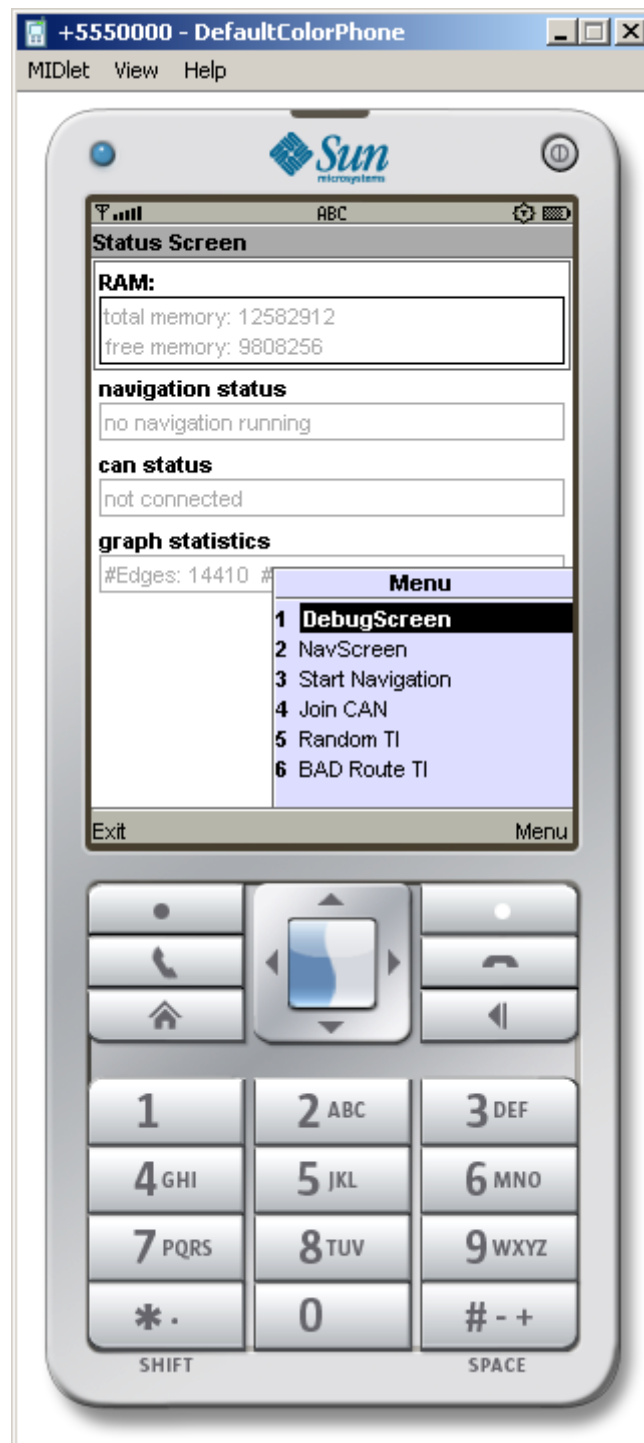 +5550000 - DefaultColorPhone
MIDlet View Help
Sun
microsystems
ABC
Status Screen
RAM:
total memory: 12582912
free memory: 9808256
navigation status
no navigation running
can status
not connected
graph statistics
#Edges: 14410 #
Menu
1 DebugScreen
2 NavScreen
3 Start Navigation
4 Join CAN
5 Random TI
6 BAD Route TI
Exit Menu
1 2 ABC 3 DEF
4 GHI 5 JKL 6 MNO
7 PQRS 8 TUV 9 WXYZ
* . 0 # - +
SHIFT SPACE